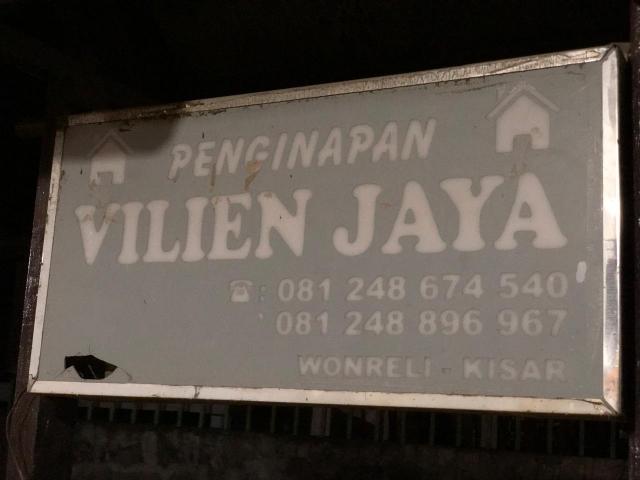 PENGINAPAN
VILIEN JAYA
☎: 081 248 674 540
081 248 896 967
WONRELI - KISAR